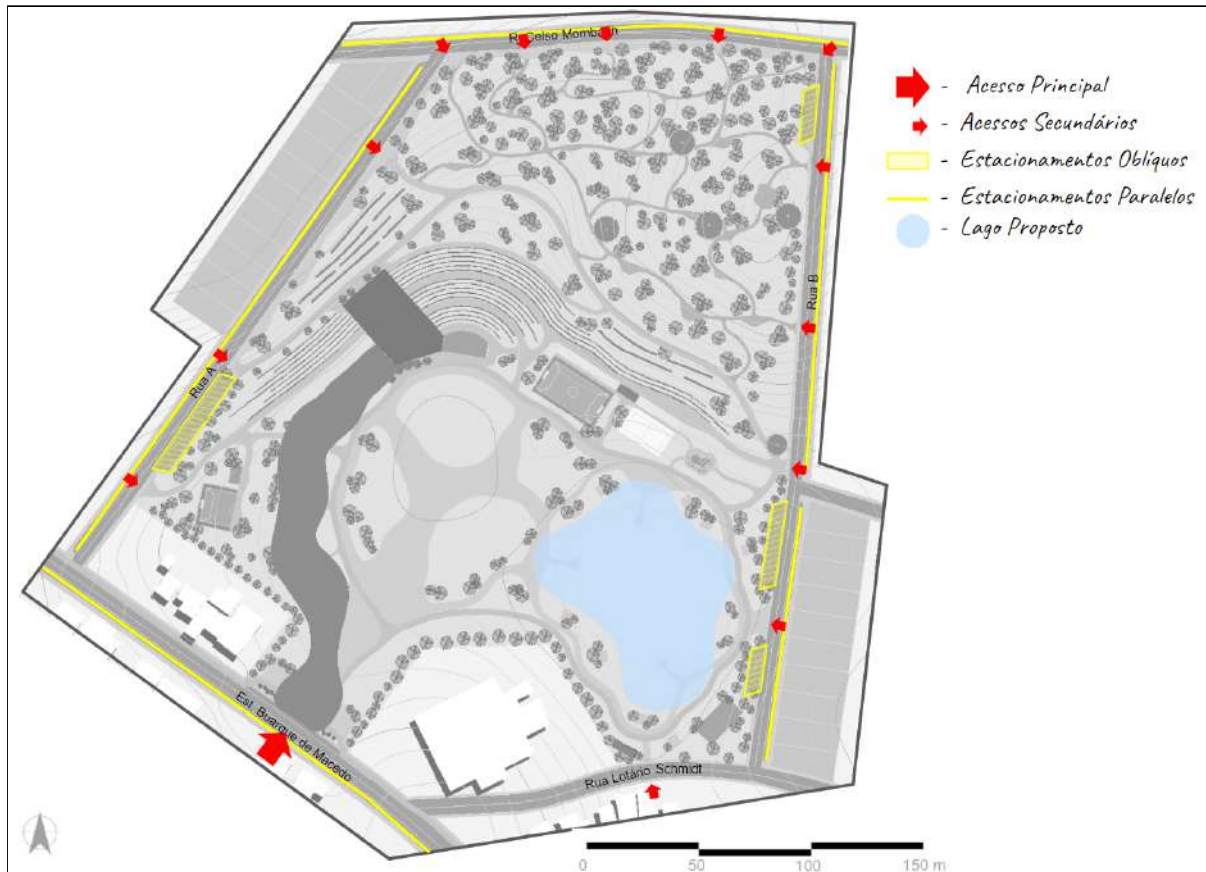 R. Celso Mombach
- Acesso Principal
- Acessos Secundários
- Estacionamentos Oblíquos
- Estacionamentos Paralelos
- Lago Proposto
Rua B
Rua A
Est. Buarque de Macedo
Rua Lotário Schmidt
0 50 100 150 m